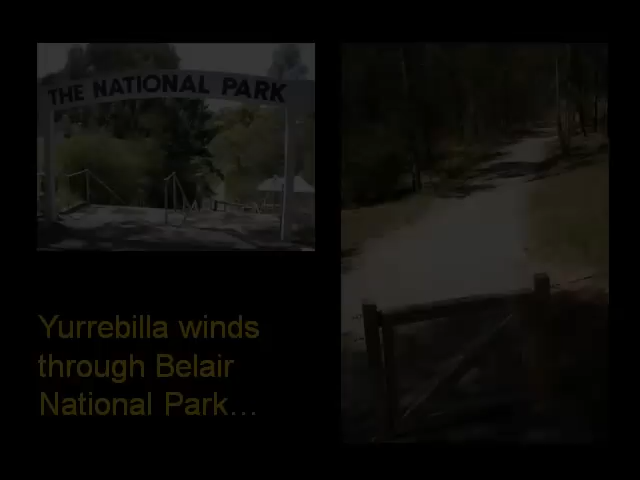 THE NATIONAL PARK
Yurrebilla winds
through Belair
National Park...